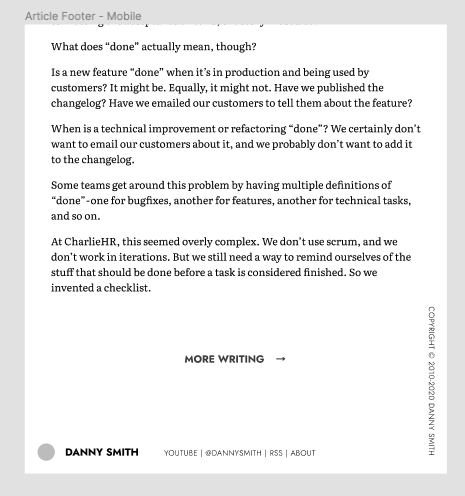 Article Footer - Mobile
What does “done” actually mean, though?
Is a new feature “done” when it’s in production and being used by
customers? It might be. Equally, it might not. Have we published the
changelog? Have we emailed our customers to tell them about the feature?
When is a technical improvement or refactoring “done”? We certainly don’t
want to email our customers about it, and we probably don’t want to add it
to the changelog.
Some teams get around this problem by having multiple definitions of
“done”-one for bugfixes, another for features, another for technical tasks,
and so on.
At CharlieHR, this seemed overly complex. We don’t use scrum, and we
don’t work in iterations. But we still need a way to remind ourselves of the
stuff that should be done before a task is considered finished. So we
invented a checklist.
MORE WRITING →
COPYRIGHT © 2010-2020 DANNY SMITH
DANNY SMITH YOUTUBE | @DANNYSMITH | RSS | ABOUT